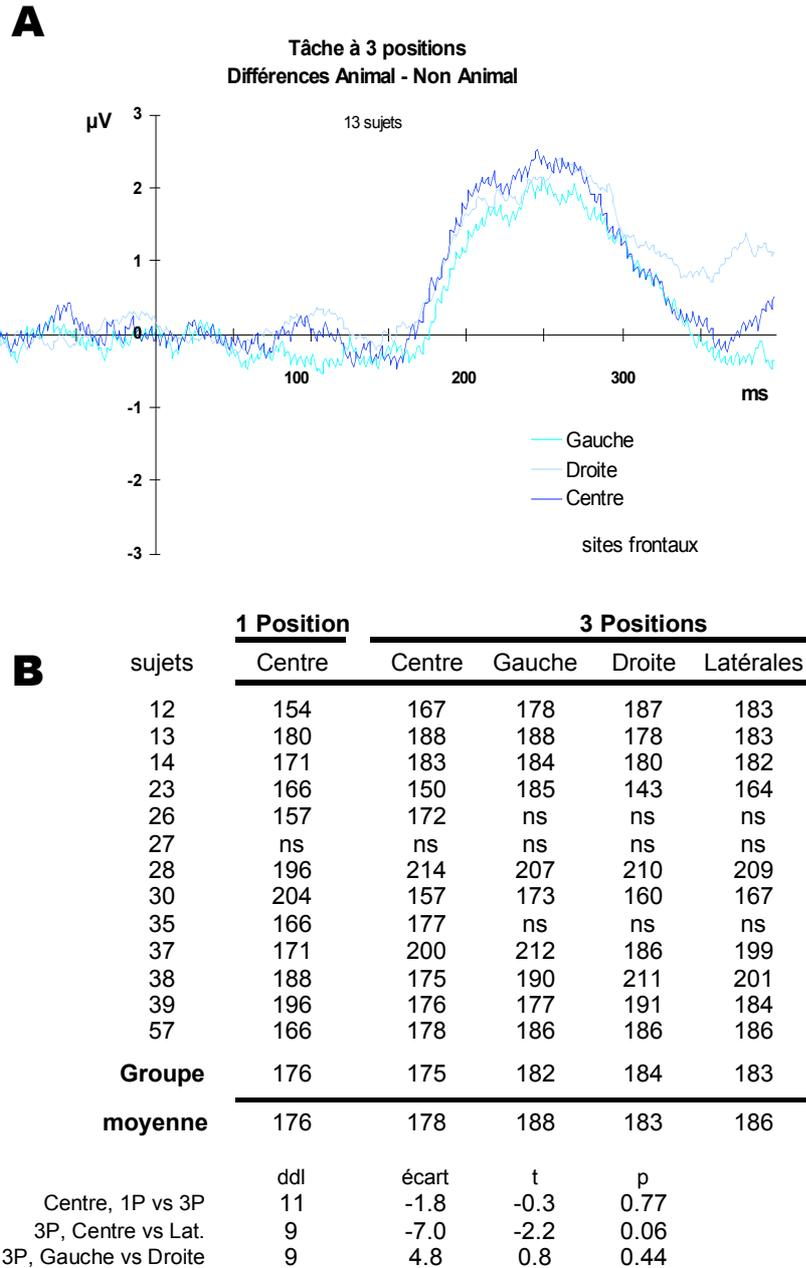 A
Tâche à 3 positions
Différences Animal - Non Animal
µV
3
13 sujets
2
1
0
100 200 300
ms
-1
Gauche
Droite
-2
Centre
sites frontaux
-3
B
1 Position 3 Positions
sujets Centre Centre Gauche Droite Latérales
12 154 167 178 187 183
13 180 188 188 178 183
14 171 183 184 180 182
23 166 150 185 143 164
26 157 172 ns ns ns
27 ns ns ns ns ns
28 196 214 207 210 209
30 204 157 173 160 167
35 166 177 ns ns ns
37 171 200 212 186 199
38 188 175 190 211 201
39 196 176 177 191 184
57 166 178 186 186 186
Groupe 176 175 182 184 183
moyenne 176 178 188 183 186
ddl écart t p
Centre, 1P vs 3P 11 -1.8 -0.3 0.77
3P, Centre vs Lat. 9 -7.0 -2.2 0.06
3P, Gauche vs Droite 9 4.8 0.8 0.44